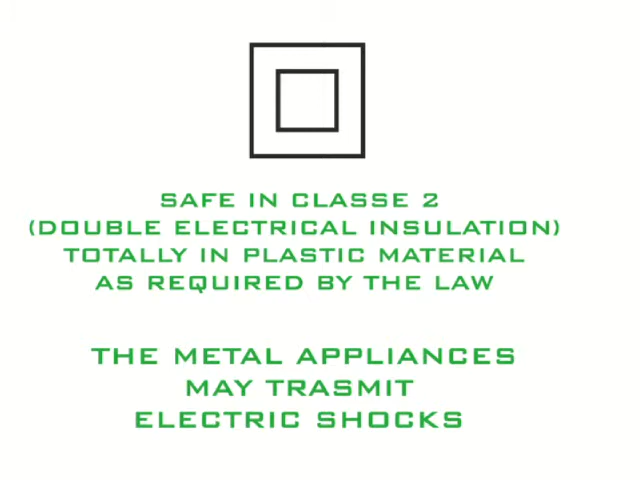 SAFE IN CLASSE 2
(DOUBLE ELECTRICAL INSULATION)
TOTALLY IN PLASTIC MATERIAL
AS REQUIRED BY THE LAW
THE METAL APPLIANCES
MAY TRASMIT
ELECTRIC SHOCKS